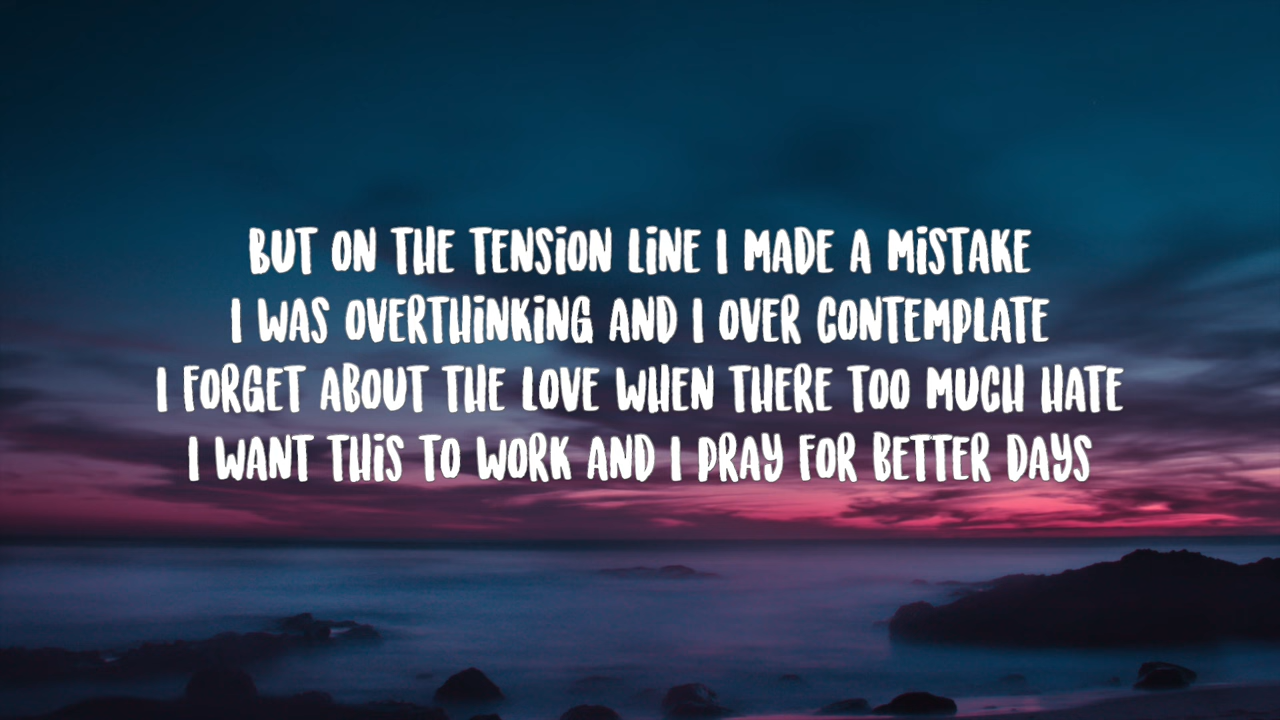 BUT ON THE TENSiON LiNE I MADE A MiSTAKE
I WAS OVERTHiNKiNG AND I OVER CONTEMPLATE
I FORGET ABOUT THE LOVE WHEN THERE TOO MUCH HATE
I WANT THiS TO WORK AND I PRAY FOR BETTER DAYS